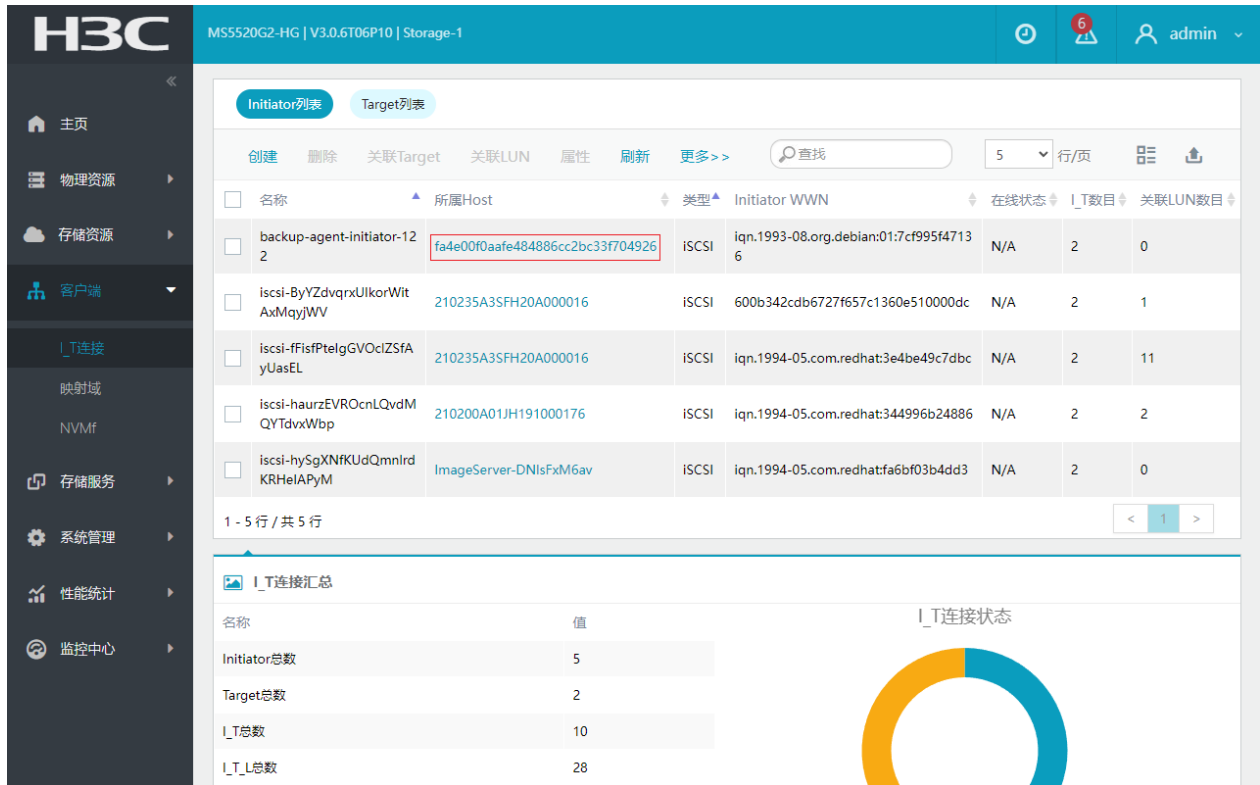 H3C
MS5520G2-HG | V3.0.6T06P10 | Storage-1
6
admin
主页
物理资源
存储资源
客户端
I_T连接
映射域
NVMf
存储服务
系统管理
性能统计
监控中心
Initiator列表 Target列表
创建 删除 关联Target 关联LUN 属性 刷新 更多>> 查找 5 行/页
名称 所属Host 类型 Initiator WWN 在线状态 I_T数目 关联LUN数目
backup-agent-initiator-12
2
fa4e00f0aafe484886cc2bc33f704926 iSCSI
iqn.1993-08.org.debian:01:7cf995f4713
6
N/A 2 0
iscsi-ByYZdvqrxUlkorWit
AxMqyjWV
210235A3SFH20A000016 iSCSI 600b342cdb6727f657c1360e510000dc N/A 2 1
iscsi-fFisfPtelgGVOclZSfA
yUasEL
210235A3SFH20A000016 iSCSI iqn.1994-05.com.redhat:3e4be49c7dbc N/A 2 11
iscsi-haurzEVROcnLQvdM
QYTdvxWbp
210200A01JH191000176 iSCSI iqn.1994-05.com.redhat:344996b24886 N/A 2 2
iscsi-hySgXNfKUdQmnlrd
KRHelAPyM
ImageServer-DNlsFxM6av iSCSI iqn.1994-05.com.redhat:fa6bf03b4dd3 N/A 2 0
1 - 5 行 / 共 5 行
< 1 >
I_T连接汇总
名称 值
Initiator总数 5
Target总数 2
I_T总数 10
I_T_L总数 28
I_T连接状态